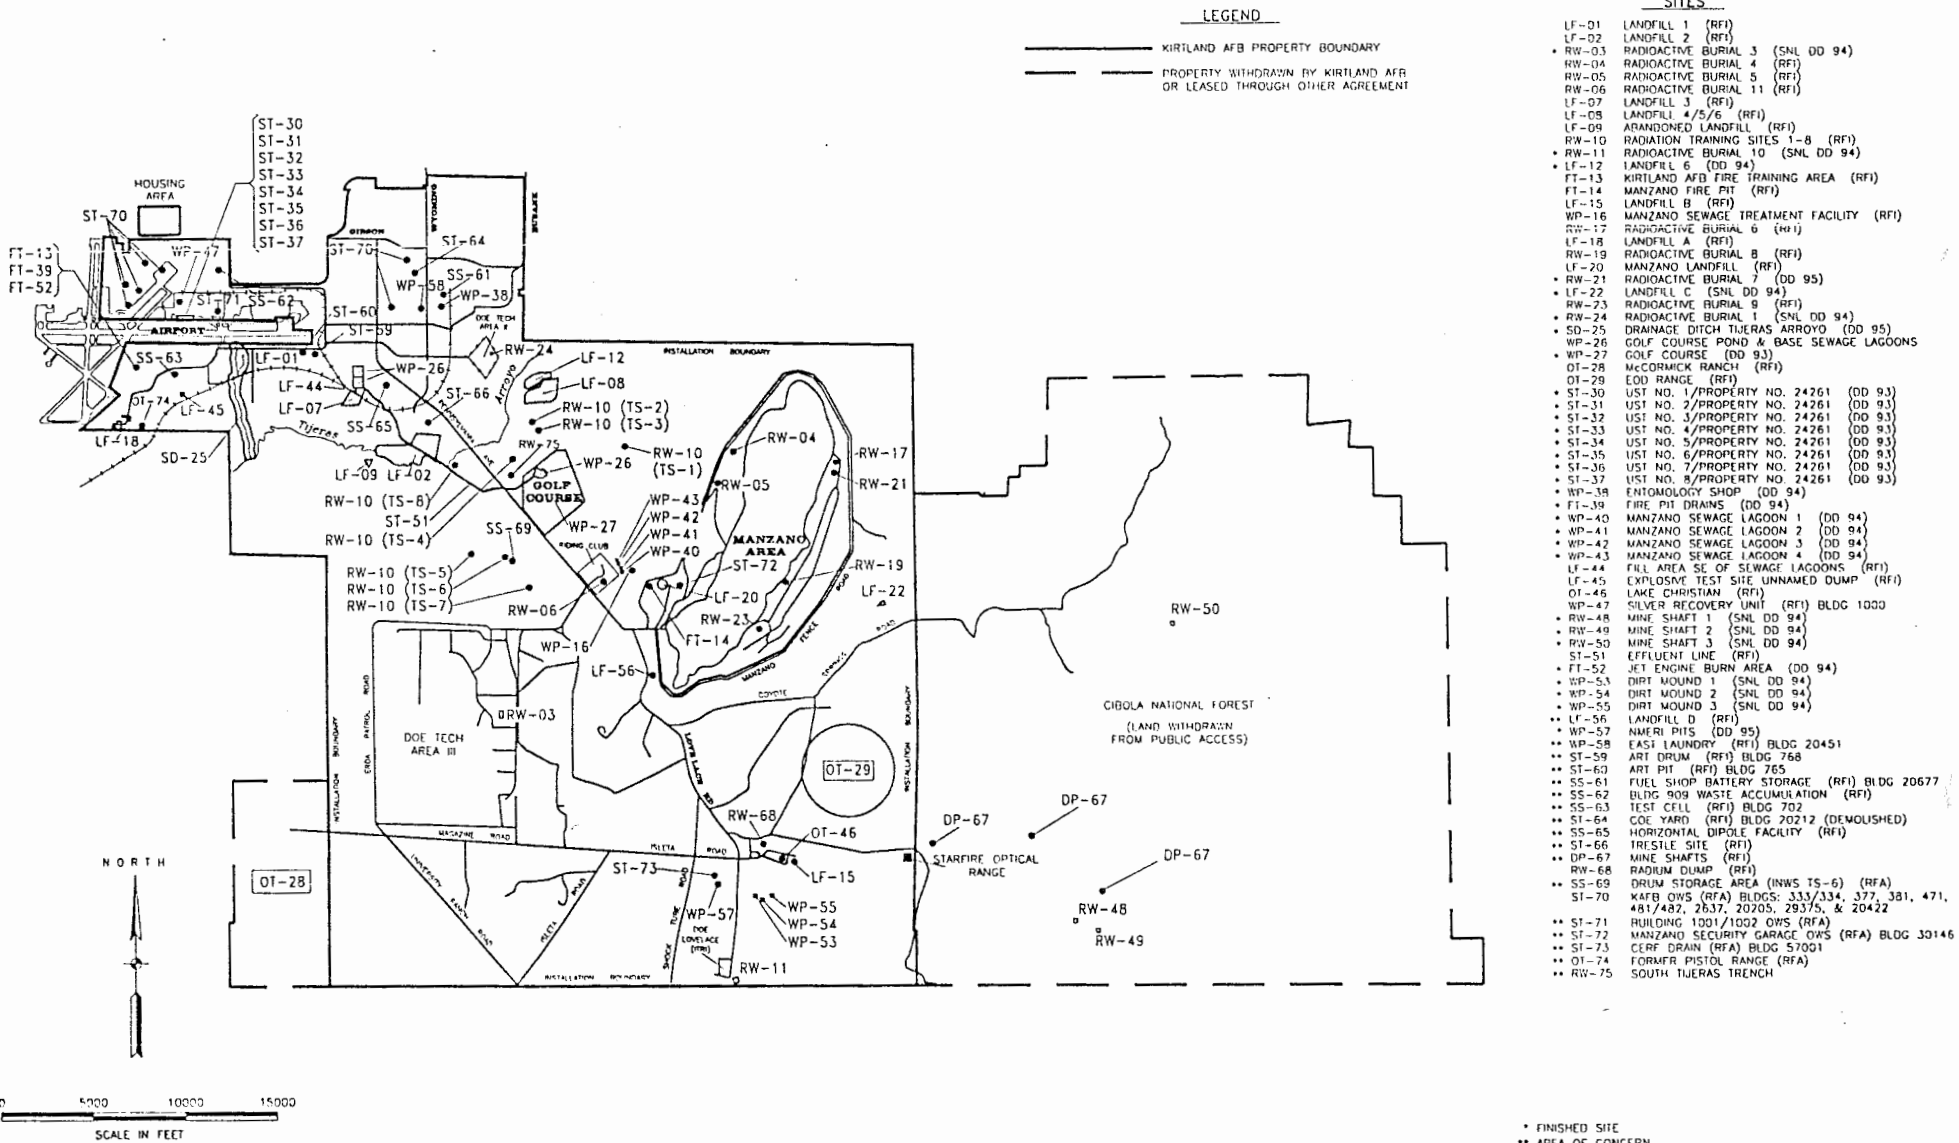 LEGEND
KIRTLAND AFB PROPERTY BOUNDARY
PROPERTY WITHDRAWN BY KIRTLAND AFB
OR LEASED THROUGH OTHER AGREEMENT
SITES
LF-01 LANDFILL 1 (RFI)
LF-02 LANDFILL 2 (RFI)
* RW-03 RADIOACTIVE BURIAL 3 (SNL DD 94)
RW-04 RADIOACTIVE BURIAL 4 (RFI)
RW-05 RADIOACTIVE BURIAL 5 (RFI)
RW-06 RADIOACTIVE BURIAL 11 (RFI)
LF-07 LANDFILL 3 (RFI)
LF-08 LANDFILL 4/5/6 (RFI)
LF-09 ABANDONED LANDFILL (RFI)
RW-10 RADIATION TRAINING SITES 1-8 (RFI)
* RW-11 RADIOACTIVE BURIAL 10 (SNL DD 94)
* LF-12 LANDFILL 6 (DD 94)
FT-13 KIRTLAND AFB FIRE TRAINING AREA (RFI)
FT-14 MANZANO FIRE PIT (RFI)
LF-15 LANDFILL B (RFI)
WP-16 MANZANO SEWAGE TREATMENT FACILITY (RFI)
RW-17 RADIOACTIVE BURIAL 6 (RFI)
LF-18 LANDFILL A (RFI)
RW-19 RADIOACTIVE BURIAL 8 (RFI)
LF-20 MANZANO LANDFILL (RFI)
* RW-21 RADIOACTIVE BURIAL 7 (DD 95)
* LF-22 LANDFILL C (SNL DD 94)
RW-23 RADIOACTIVE BURIAL 9 (RFI)
* RW-24 RADIOACTIVE BURIAL 1 (SNL DD 94)
* SD-25 DRAINAGE DITCH TIJERAS ARROYO (DD 95)
WP-26 GOLF COURSE POND & BASE SEWAGE LAGOONS
* WP-27 GOLF COURSE (DD 93)
OT-28 McCORMICK RANCH (RFI)
OT-29 EOD RANGE (RFI)
* ST-30 UST NO. 1/PROPERTY NO. 24261 (DD 93)
* ST-31 UST NO. 2/PROPERTY NO. 24261 (DD 93)
* ST-32 UST NO. 3/PROPERTY NO. 24261 (DD 93)
* ST-33 UST NO. 4/PROPERTY NO. 24261 (DD 93)
* ST-34 UST NO. 5/PROPERTY NO. 24261 (DD 93)
* ST-35 UST NO. 6/PROPERTY NO. 24261 (DD 93)
* ST-36 UST NO. 7/PROPERTY NO. 24261 (DD 93)
* ST-37 UST NO. 8/PROPERTY NO. 24261 (DD 93)
* WP-38 ENTOMOLOGY SHOP (DD 94)
* FT-39 FIRE PIT DRAINS (DD 94)
* WP-40 MANZANO SEWAGE LAGOON 1 (DD 94)
* WP-41 MANZANO SEWAGE LAGOON 2 (DD 94)
* WP-42 MANZANO SEWAGE LAGOON 3 (DD 94)
* WP-43 MANZANO SEWAGE LAGOON 4 (DD 94)
LF-44 FILL AREA SE OF SEWAGE LAGOONS (RFI)
LF-45 EXPLOSIVE TEST SITE UNNAMED DUMP (RFI)
OT-46 LAKE CHRISTIAN (RFI)
WP-47 SILVER RECOVERY UNIT (RFI) BLDG 1000
* RW-48 MINE SHAFT 1 (SNL DD 94)
* RW-49 MINE SHAFT 2 (SNL DD 94)
* RW-50 MINE SHAFT 3 (SNL DD 94)
ST-51 EFFLUENT LINE (RFI)
* FT-52 JET ENGINE BURN AREA (DD 94)
* WP-53 DIRT MOUND 1 (SNL DD 94)
* WP-54 DIRT MOUND 2 (SNL DD 94)
* WP-55 DIRT MOUND 3 (SNL DD 94)
** LF-56 LANDFILL D (RFI)
* WP-57 NMERI PITS (DD 95)
** WP-58 EAST LAUNDRY (RFI) BLDG 20451
** ST-59 ART DRUM (RFI) BLDG 768
** ST-60 ART PIT (RFI) BLDG 765
** SS-61 FUEL SHOP BATTERY STORAGE (RFI) BLDG 20677
** SS-62 BLDG 909 WASTE ACCUMULATION (RFI)
** SS-63 TEST CELL (RFI) BLDG 702
** ST-64 COE YARD (RFI) BLDG 20212 (DEMOLISHED)
** SS-65 HORIZONTAL DIPOLE FACILITY (RFI)
** ST-66 TRESTLE SITE (RFI)
** DP-67 MINE SHAFTS (RFI)
RW-68 RADIUM DUMP (RFI)
** SS-69 DRUM STORAGE AREA (INWS TS-6) (RFA)
ST-70 KAFB OWS (RFA) BLDGS: 333/334, 377, 381, 471,
481/482, 2637, 20205, 29375, & 20422
** ST-71 BUILDING 1001/1002 OWS (RFA)
** ST-72 MANZANO SECURITY GARAGE OWS (RFA) BLDG 30146
** ST-73 CERF DRAIN (RFA) BLDG 57001
** OT-74 FORMER PISTOL RANGE (RFA)
** RW-75 SOUTH TIJERAS TRENCH
ST-30
ST-31
ST-32
ST-33
ST-34
ST-35
ST-36
ST-37
HOUSING
AREA
ST-70
FT-13
FT-39
FT-52
WP-47
ST-71
SS-62
AIRPORT
GIBSON
WYOMING
EUBANK
ST-70
ST-64
SS-61
WP-58
WP-38
ST-60
ST-59
DOE TECH
AREA II
RW-24
INSTALLATION BOUNDARY
SS-63
LF-01
WP-26
LF-12
LF-08
LF-44
LF-07
ST-66
Arroyo
OT-74
LF-45
Tijeras
SS-65
PENNSYLVANIA AVE
RW-10 (TS-2)
RW-10 (TS-3)
LF-18
SD-25
LF-09
LF-02
RW-75
WP-26
RW-10
(TS-1)
RW-04
RW-17
RW-21
RW-05
GOLF
COURSE
RW-10 (TS-8)
ST-51
RW-10 (TS-4)
SS-69
WP-27
WP-43
WP-42
WP-41
WP-40
RIDING CLUB
MANZANO
AREA
ST-72
RW-19
LF-22
RW-10 (TS-5)
RW-10 (TS-6)
RW-10 (TS-7)
RW-06
LF-20
RW-23
FT-14
WP-16
LF-56
MANZANO FENCE ROAD
COYOTE SPRINGS ROAD
RW-50
CIBOLA NATIONAL FOREST
(LAND WITHDRAWN
FROM PUBLIC ACCESS)
INSTALLATION BOUNDARY
ERDA PATROL ROAD
RW-03
DOE TECH
AREA III
LOVELACE RD
OT-29
INSTALLATION BOUNDARY
MAGAZINE ROAD
ISLETA ROAD
RW-68
OT-46
DP-67
DP-67
DP-67
STARFIRE OPTICAL
RANGE
OT-28
UNIVERSITY RANCH ROAD
ISLETA ROAD
ST-73
LF-15
WP-57
WP-55
WP-54
WP-53
DOE
LOVELACE
(ITRI)
SHOCK TUBE ROAD
RW-11
RW-48
RW-49
INSTALLATION BOUNDARY
NORTH
0 5000 10000 15000
SCALE IN FEET
* FINISHED SITE
** AREA OF CONCERN